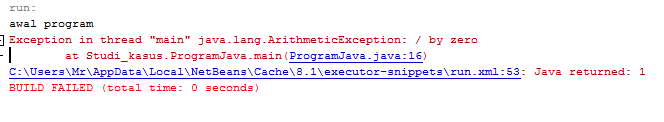 run:
awal program
Exception in thread "main" java.lang.ArithmeticException: / by zero
at Studi_kasus.ProgramJava.main(ProgramJava.java:16)
C:\Users\Mr\AppData\Local\NetBeans\Cache\8.1\executor-snippets\run.xml:53: Java returned: 1
BUILD FAILED (total time: 0 seconds)